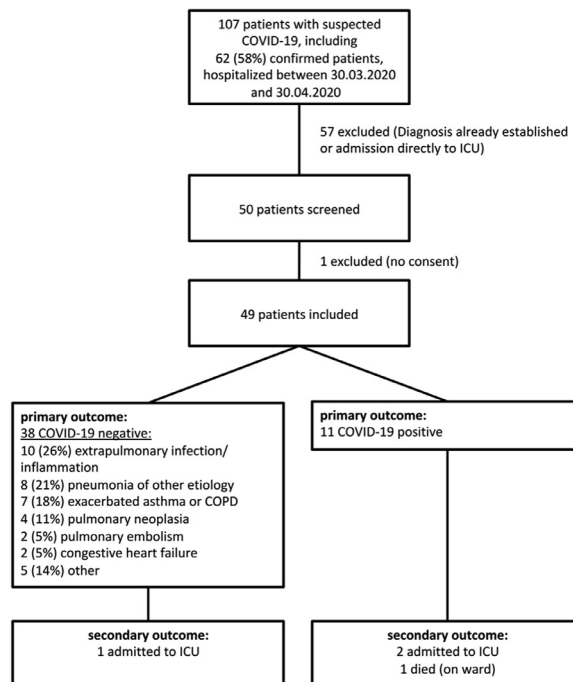 107 patients with suspected
COVID-19, including
62 (58%) confirmed patients,
hospitalized between 30.03.2020
and 30.04.2020
57 excluded (Diagnosis already established
or admission directly to ICU)
50 patients screened
1 excluded (no consent)
49 patients included
primary outcome:
38 COVID-19 negative:
10 (26%) extrapulmonary infection/
inflammation
8 (21%) pneumonia of other etiology
7 (18%) exacerbated asthma or COPD
4 (11%) pulmonary neoplasia
2 (5%) pulmonary embolism
2 (5%) congestive heart failure
5 (14%) other
primary outcome:
11 COVID-19 positive
secondary outcome:
1 admitted to ICU
secondary outcome:
2 admitted to ICU
1 died (on ward)